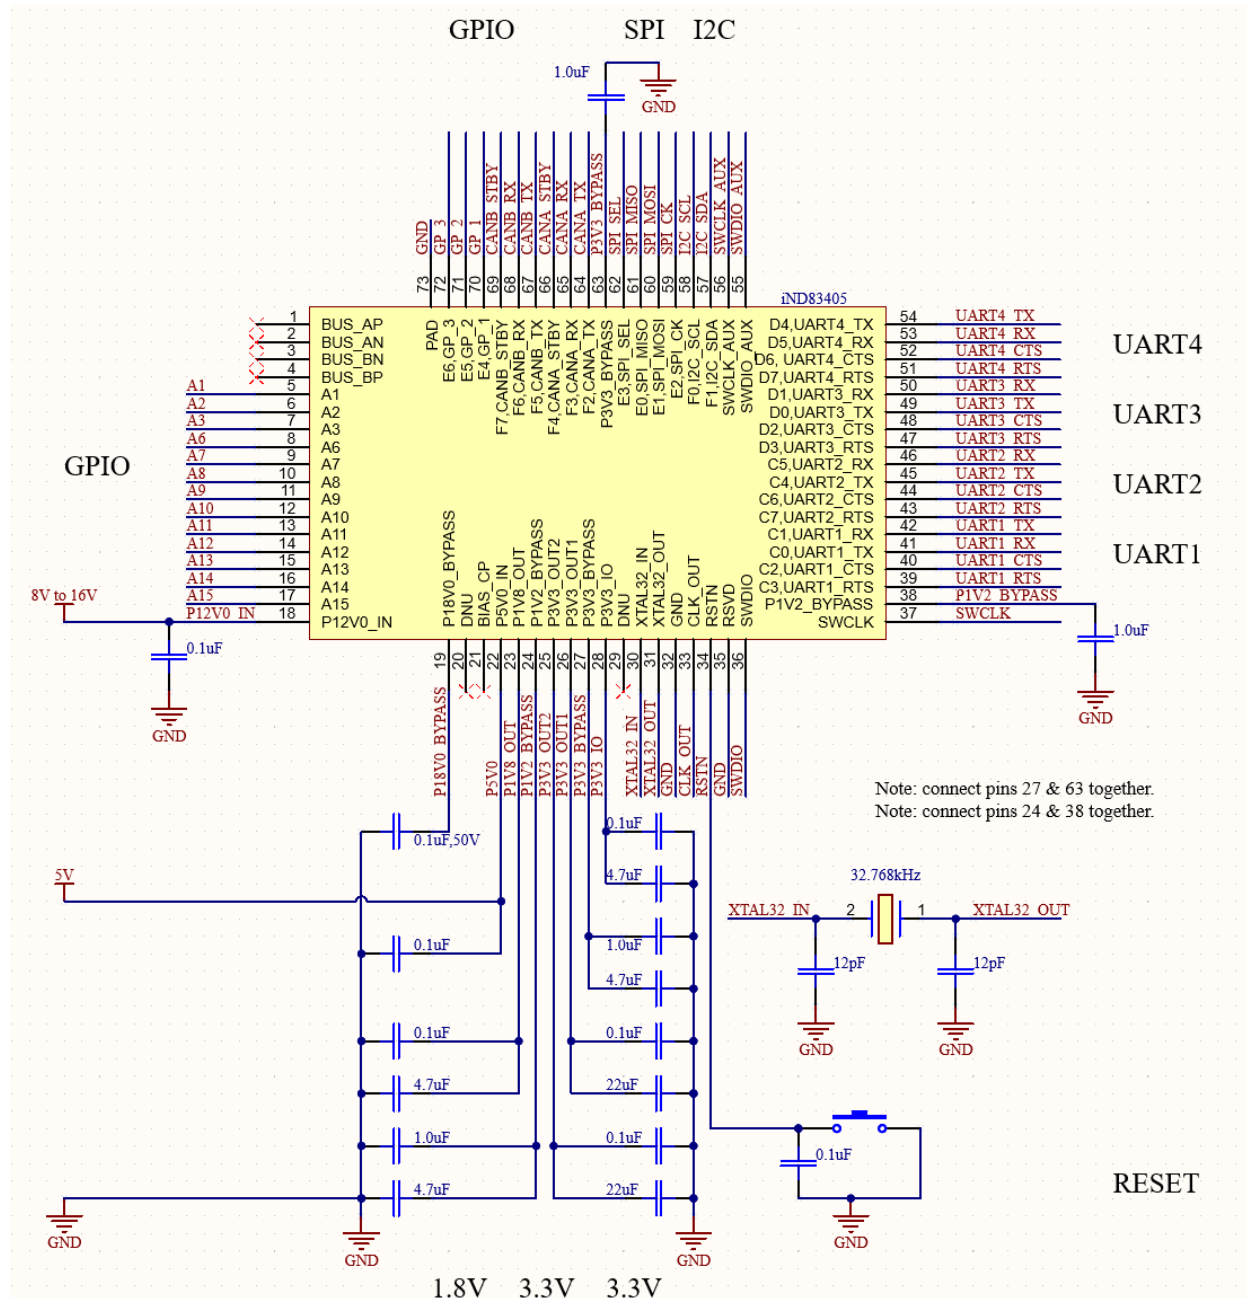 GPIO SPI I2C
1.0uF
GND
GND
GP_3
GP_2
GP_1
CANB_STBY
CANB_RX
CANB_TX
CANA_STBY
CANA_RX
CANA_TX
P3V3_BYPASS
SPI_SEL
SPI_MISO
SPI_MOSI
SPI_CK
I2C_SCL
I2C_SDA
SWCLK_AUX
SWDIO_AUX
73 72 71 70 69 68 67 66 65 64 63 62 61 60 59 58 57 56 55
iND83405
PAD
E6,GP_3
E5,GP_2
E4,GP_1
F7,CANB_STBY
F6,CANB_RX
F5,CANB_TX
F4,CANA_STBY
F3,CANA_RX
F2,CANA_TX
P3V3_BYPASS
E3,SPI_SEL
E0,SPI_MISO
E1,SPI_MOSI
E2,SPI_CK
F0,I2C_SCL
F1,I2C_SDA
SWCLK_AUX
SWDIO_AUX
1 BUS_AP
2 BUS_AN
3 BUS_BN
4 BUS_BP
A1 5 A1
A2 6 A2
A3 7 A3
A6 8 A6
A7 9 A7
A8 10 A8
A9 11 A9
A10 12 A10
A11 13 A11
A12 14 A12
A13 15 A13
A14 16 A14
A15 17 A15
P12V0_IN 18 P12V0_IN
GPIO
8V to 16V
0.1uF
GND
D4,UART4_TX 54 UART4_TX
D5,UART4_RX 53 UART4_RX
D6,UART4_CTS 52 UART4_CTS
D7,UART4_RTS 51 UART4_RTS
D1,UART3_RX 50 UART3_RX
D0,UART3_TX 49 UART3_TX
D2,UART3_CTS 48 UART3_CTS
D3,UART3_RTS 47 UART3_RTS
C5,UART2_RX 46 UART2_RX
C4,UART2_TX 45 UART2_TX
C6,UART2_CTS 44 UART2_CTS
C7,UART2_RTS 43 UART2_RTS
C1,UART1_RX 42 UART1_TX
C0,UART1_TX 41 UART1_RX
C2,UART1_CTS 40 UART1_CTS
C3,UART1_RTS 39 UART1_RTS
P1V2_BYPASS 38 P1V2_BYPASS
SWCLK 37 SWCLK
UART4
UART3
UART2
UART1
1.0uF
GND
P18V0_BYPASS
DNU
BIAS_CP
P5V0_IN
P1V8_OUT
P1V2_BYPASS
P3V3_OUT2
P3V3_OUT1
P3V3_BYPASS
P3V3_IO
DNU
XTAL32_IN
XTAL32_OUT
GND
CLK_OUT
RSTN
RSVD
SWDIO
19 20 21 22 23 24 25 26 27 28 29 30 31 32 33 34 35 36
P18V0_BYPASS
P5V0
P1V8_OUT
P1V2_BYPASS
P3V3_OUT2
P3V3_OUT1
P3V3_BYPASS
P3V3_IO
XTAL32_IN
XTAL32_OUT
GND
CLK_OUT
RSTN
GND
SWDIO
Note: connect pins 27 & 63 together.
Note: connect pins 24 & 38 together.
0.1uF,50V
5V
0.1uF
0.1uF
4.7uF
1.0uF
4.7uF
GND
GND
0.1uF
4.7uF
1.0uF
4.7uF
0.1uF
22uF
0.1uF
22uF
GND
32.768kHz
XTAL32_IN 2 1 XTAL32_OUT
12pF 12pF
GND GND
0.1uF
GND
RESET
1.8V 3.3V 3.3V